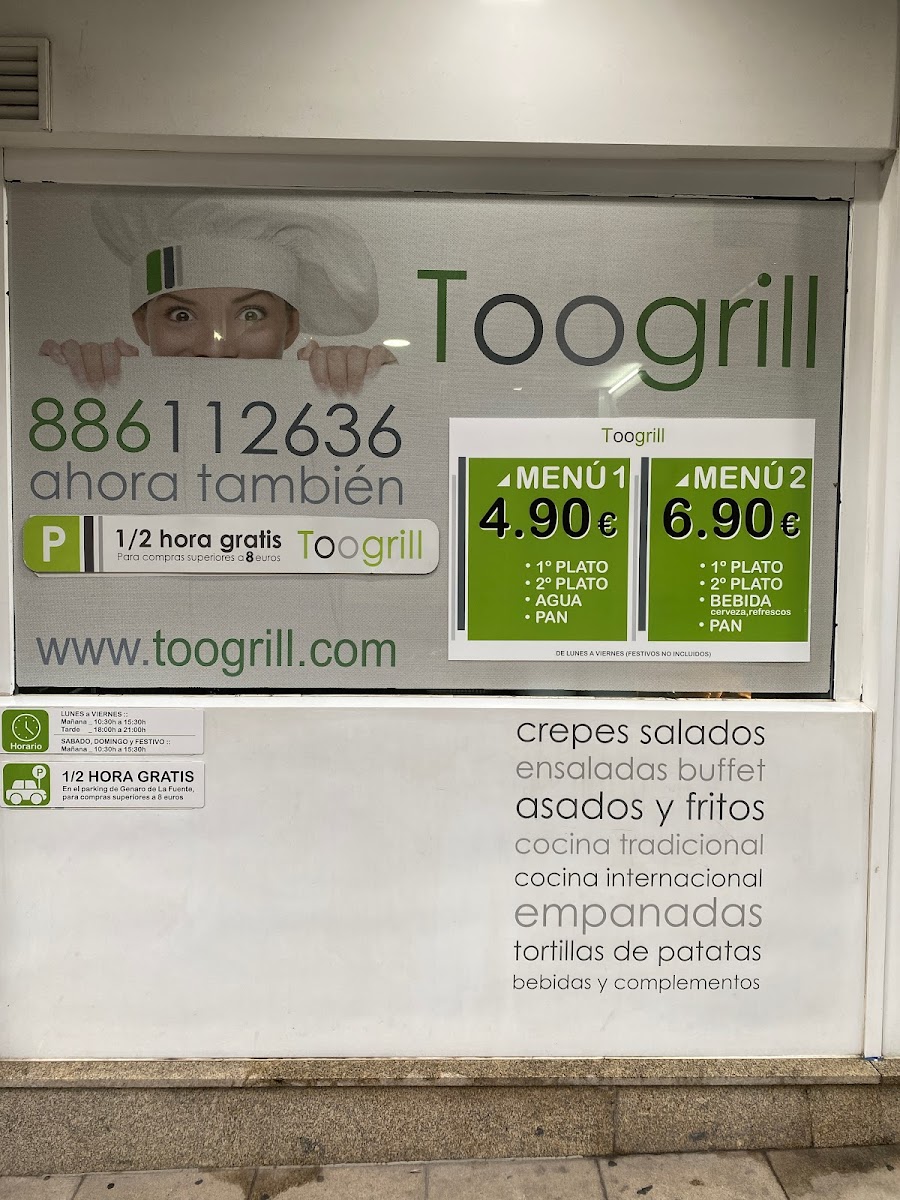 Toogrill
886112636
ahora también
P 1/2 hora gratis Toogrill
Para compras superiores a 8 euros
www.toogrill.com
Toogrill
MENÚ 1
4.90 €
• 1º PLATO
• 2º PLATO
• AGUA
• PAN
MENÚ 2
6.90 €
• 1º PLATO
• 2º PLATO
• BEBIDA
cerveza,refrescos
• PAN
DE LUNES A VIERNES (FESTIVOS NO INCLUIDOS)
Horario
LUNES a VIERNES ::
Mañana _ 10:30h a 15:30h
Tarde _ 18:00h a 21:00h
SABADO, DOMINGO y FESTIVO ::
Mañana _ 10:30h a 15:30h
P
1/2 HORA GRATIS
En el parking de Genaro de La Fuente,
para compras superiores a 8 euros
crepes salados
ensaladas buffet
asados y fritos
cocina tradicional
cocina internacional
empanadas
tortillas de patatas
bebidas y complementos